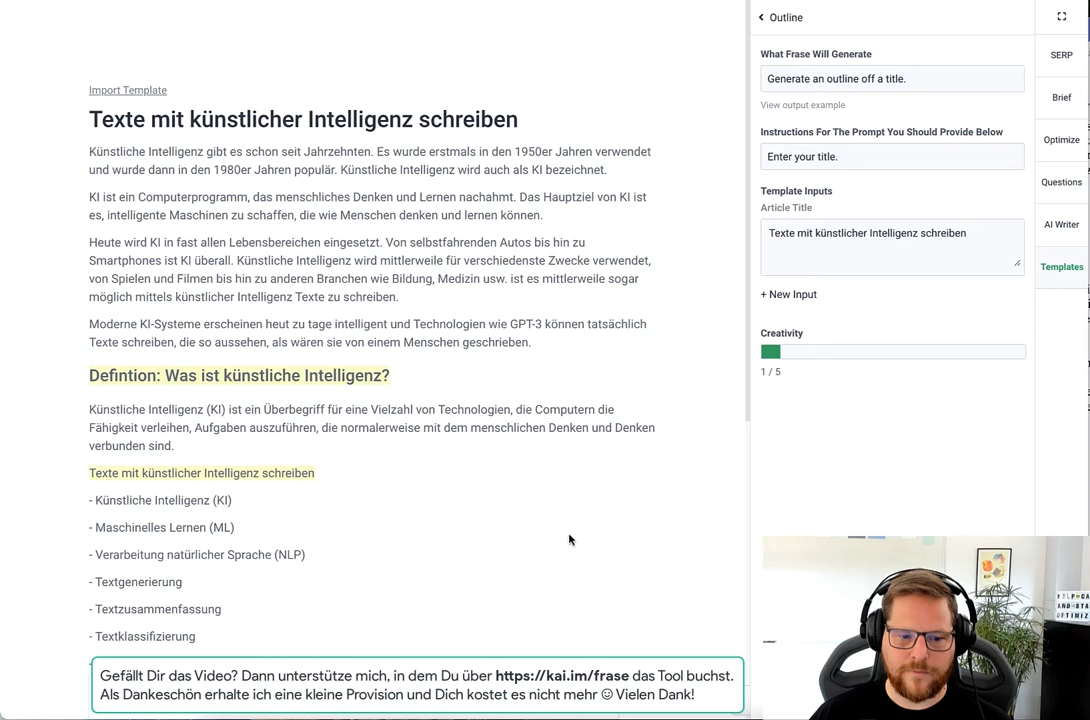 Import Template
Texte mit künstlicher Intelligenz schreiben
Künstliche Intelligenz gibt es schon seit Jahrzehnten. Es wurde erstmals in den 1950er Jahren verwendet
und wurde dann in den 1980er Jahren populär. Künstliche Intelligenz wird auch als KI bezeichnet.
KI ist ein Computerprogramm, das menschliches Denken und Lernen nachahmt. Das Hauptziel von KI ist
es, intelligente Maschinen zu schaffen, die wie Menschen denken und lernen können.
Heute wird KI in fast allen Lebensbereichen eingesetzt. Von selbstfahrenden Autos bis hin zu
Smartphones ist KI überall. Künstliche Intelligenz wird mittlerweile für verschiedenste Zwecke verwendet,
von Spielen und Filmen bis hin zu anderen Branchen wie Bildung, Medizin usw. ist es mittlerweile sogar
möglich mittels künstlicher Intelligenz Texte zu schreiben.
Moderne KI-Systeme erscheinen heut zu tage intelligent und Technologien wie GPT-3 können tatsächlich
Texte schreiben, die so aussehen, als wären sie von einem Menschen geschrieben.
Defintion: Was ist künstliche Intelligenz?
Künstliche Intelligenz (KI) ist ein Überbegriff für eine Vielzahl von Technologien, die Computern die
Fähigkeit verleihen, Aufgaben auszuführen, die normalerweise mit dem menschlichen Denken und Denken
verbunden sind.
Texte mit künstlicher Intelligenz schreiben
- Künstliche Intelligenz (KI)
- Maschinelles Lernen (ML)
- Verarbeitung natürlicher Sprache (NLP)
- Textgenerierung
- Textzusammenfassung
- Textklassifizierung
Gefällt Dir das Video? Dann unterstütze mich, in dem Du über https://kai.im/frase das Tool buchst.
Als Dankeschön erhalte ich eine kleine Provision und Dich kostet es nicht mehr ☺ Vielen Dank!
Outline
What Frase Will Generate
Generate an outline off a title.
View output example
Instructions For The Prompt You Should Provide Below
Enter your title.
Template Inputs
Article Title
Texte mit künstlicher Intelligenz schreiben
+ New Input
Creativity
1 / 5
SERP
Brief
Optimize
Questions
AI Writer
Templates